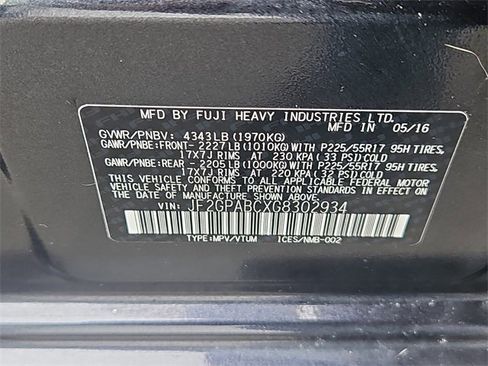 MFD BY FUJI HEAVY INDUSTRIES LTD.
MFD IN 05/16
GVWR/PNBV: 4343LB(1970KG)
GAWR/PNBE:FRONT- 2227LB(1010KG)WITH P225/55R17 95H TIRES
17X7J RIMS AT 230 KPA(33 PSI)COLD
GAWR/PNBE:REAR - 2205LB(1000KG)WITH P225/55R17 95H TIRES
17X7J RIMS AT 220 KPA(32 PSI)COLD
THIS VEHICLE CONFORMS TO ALL APPLICABLE
FEDERAL MOTOR VEHICLE SAFETY STANDARDS IN EFFECT ON
THE DATE OF MANUFACTURE SHOWN ABOVE.
VIN: JF2GPABCXG8302934
TYPE:MPV/VTUM ICES/NMB-002